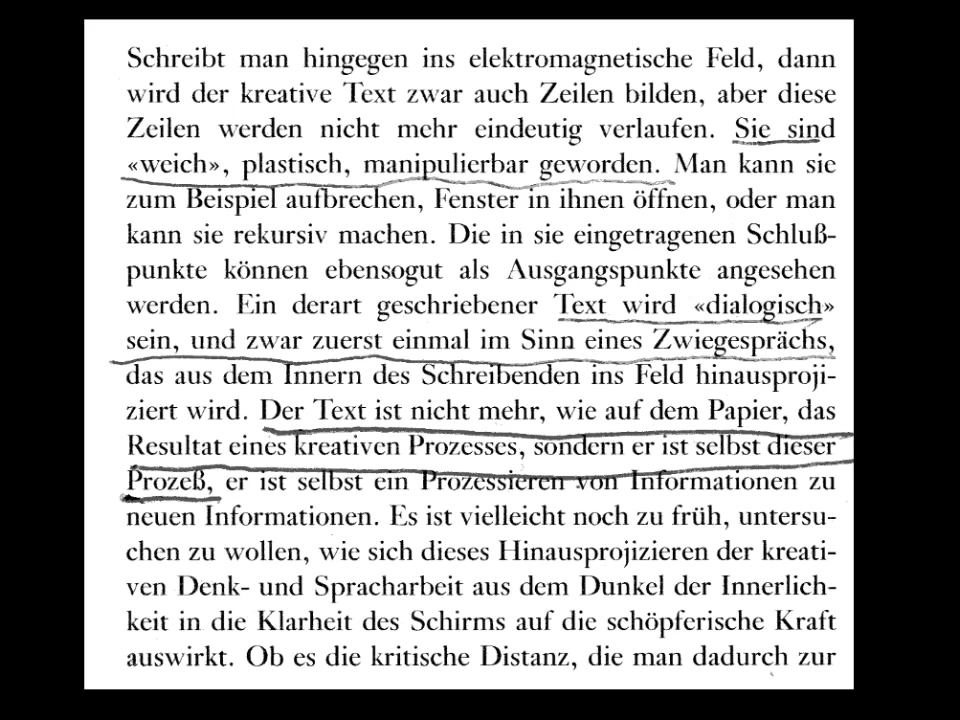 Schreibt man hingegen ins elektromagnetische Feld, dann
wird der kreative Text zwar auch Zeilen bilden, aber diese
Zeilen werden nicht mehr eindeutig verlaufen. Sie sind
«weich», plastisch, manipulierbar geworden. Man kann sie
zum Beispiel aufbrechen, Fenster in ihnen öffnen, oder man
kann sie rekursiv machen. Die in sie eingetragenen Schluß-
punkte können ebensogut als Ausgangspunkte angesehen
werden. Ein derart geschriebener Text wird «dialogisch»
sein, und zwar zuerst einmal im Sinn eines Zwiegesprächs,
das aus dem Innern des Schreibenden ins Feld hinausproji-
ziert wird. Der Text ist nicht mehr, wie auf dem Papier, das
Resultat eines kreativen Prozesses, sondern er ist selbst dieser
Prozeß, er ist selbst ein Prozessieren von Informationen zu
neuen Informationen. Es ist vielleicht noch zu früh, untersu-
chen zu wollen, wie sich dieses Hinausprojizieren der kreati-
ven Denk- und Spracharbeit aus dem Dunkel der Innerlich-
keit in die Klarheit des Schirms auf die schöpferische Kraft
auswirkt. Ob es die kritische Distanz, die man dadurch zur